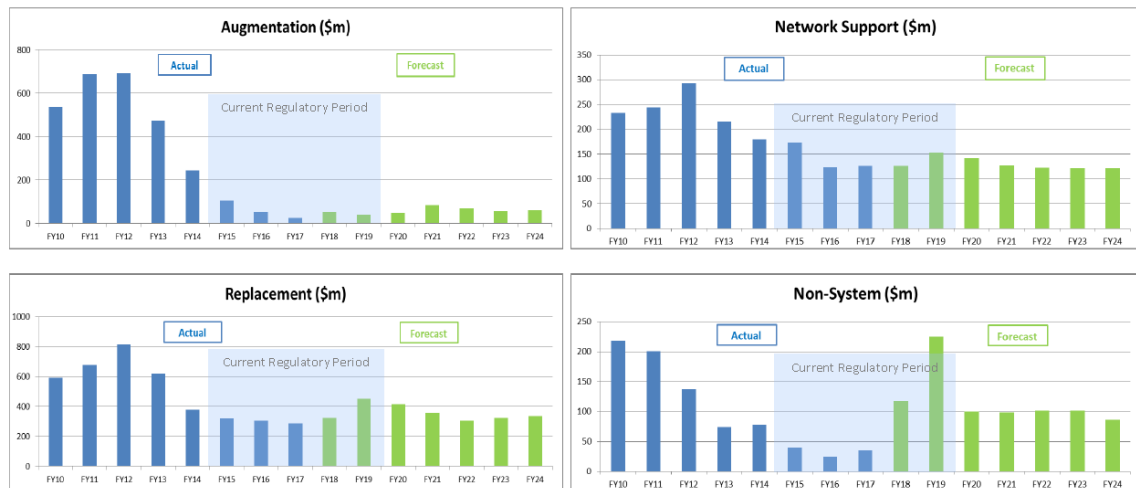 Augmentation ($m)
800
600
400
200
0
Actual
Forecast
Current Regulatory Period
FY10 FY11 FY12 FY13 FY14 FY15 FY16 FY17 FY18 FY19 FY20 FY21 FY22 FY23 FY24
Network Support ($m)
350
300
250
200
150
100
50
0
Actual
Forecast
Current Regulatory Period
FY10 FY11 FY12 FY13 FY14 FY15 FY16 FY17 FY18 FY19 FY20 FY21 FY22 FY23 FY24
Replacement ($m)
1000
800
600
400
200
0
Actual
Forecast
Current Regulatory Period
FY10 FY11 FY12 FY13 FY14 FY15 FY16 FY17 FY18 FY19 FY20 FY21 FY22 FY23 FY24
Non-System ($m)
250
200
150
100
50
0
Actual
Forecast
Current Regulatory Period
FY10 FY11 FY12 FY13 FY14 FY15 FY16 FY17 FY18 FY19 FY20 FY21 FY22 FY23 FY24